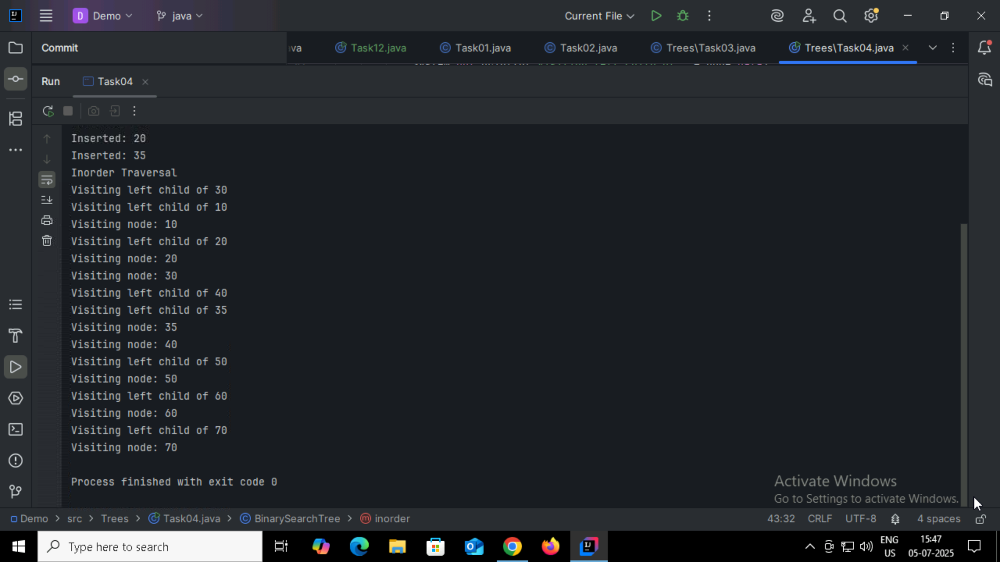 D Demo java Current File
Commit
va Task12.java Task01.java Task02.java Trees\Task03.java Trees\Task04.java
Run Task04
Inserted: 20
Inserted: 35
Inorder Traversal
Visiting left child of 30
Visiting left child of 10
Visiting node: 10
Visiting left child of 20
Visiting node: 20
Visiting node: 30
Visiting left child of 40
Visiting left child of 35
Visiting node: 35
Visiting node: 40
Visiting left child of 50
Visiting node: 50
Visiting left child of 60
Visiting node: 60
Visiting left child of 70
Visiting node: 70
Process finished with exit code 0
Activate Windows
Go to Settings to activate Windows.
Demo > src > Trees > Task04.java > BinarySearchTree > inorder 43:32 CRLF UTF-8 4 spaces
Type here to search
ENG
US
15:47
05-07-2025